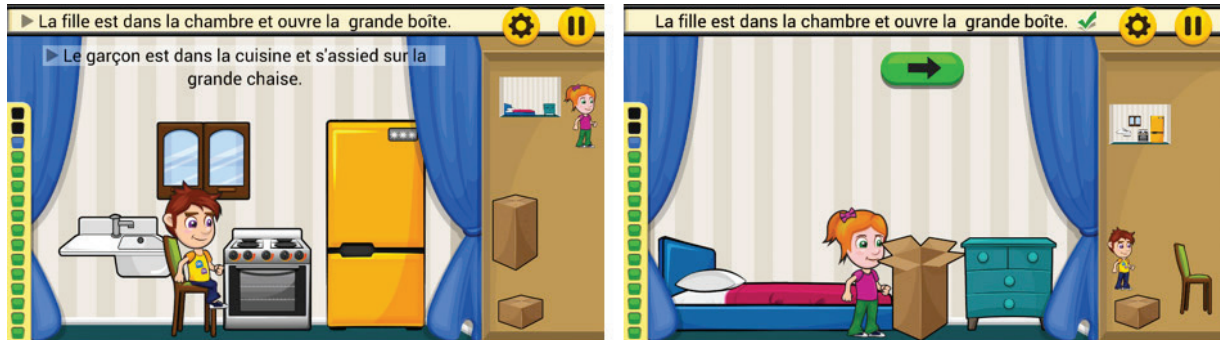 La fille est dans la chambre et ouvre la grande boîte.
Le garçon est dans la cuisine et s'assied sur la
grande chaise.
La fille est dans la chambre et ouvre la grande boîte.